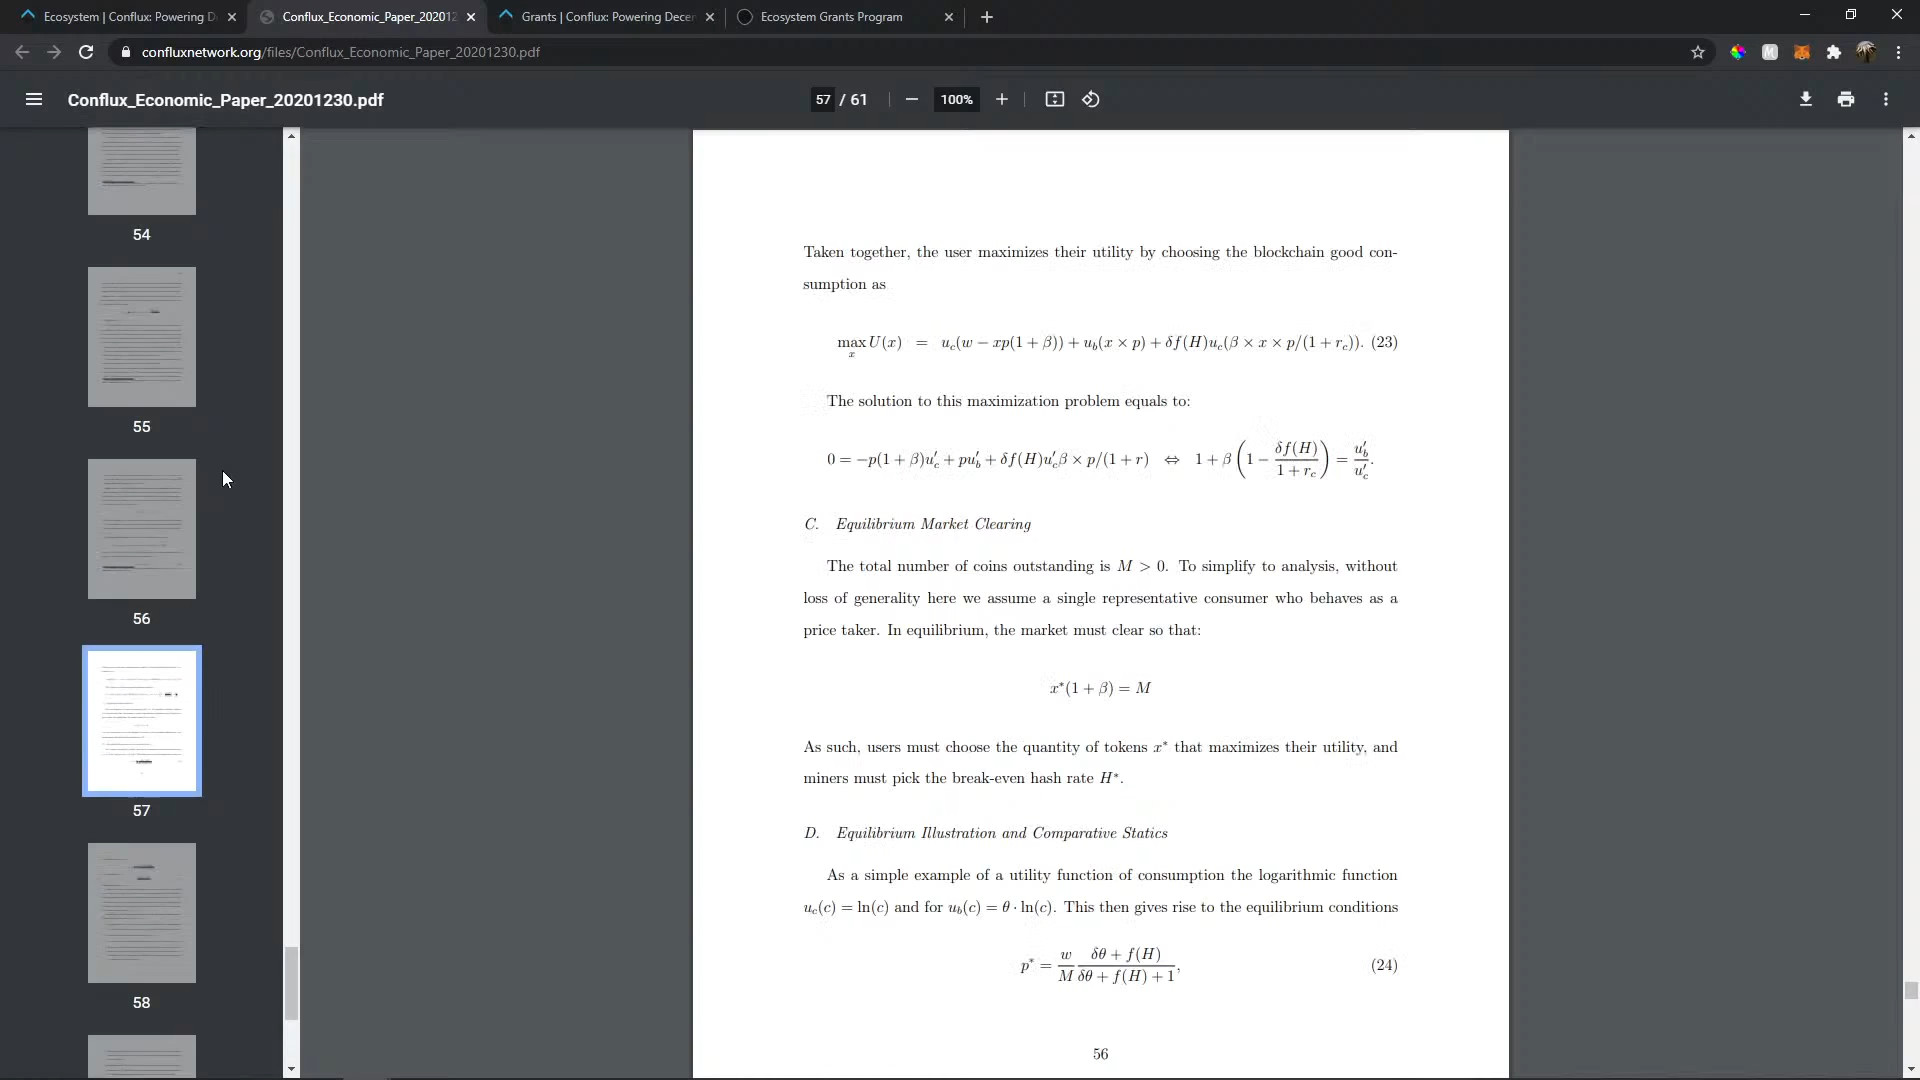 Ecosystem | Conflux: Powering D
Conflux_Economic_Paper_202012
Grants | Conflux: Powering Decen
Ecosystem Grants Program
confluxnetwork.org/files/Conflux_Economic_Paper_20201230.pdf
Conflux_Economic_Paper_20201230.pdf
57 / 61
100%
54
55
56
57
58
Taken together, the user maximizes their utility by choosing the blockchain good con-
sumption as
max U(x) = u_c(w − xp(1 + β)) + u_b(x × p) + δf(H)u_c(β × x × p/(1 + r_c)). (23)
x
The solution to this maximization problem equals to:
0 = −p(1 + β)u′_c + pu′_b + δf(H)u′_cβ × p/(1 + r) ⇔ 1 + β (1 − δf(H)/(1 + r_c)) = u′_b/u′_c.
C. Equilibrium Market Clearing
The total number of coins outstanding is M > 0. To simplify to analysis, without
loss of generality here we assume a single representative consumer who behaves as a
price taker. In equilibrium, the market must clear so that:
x*(1 + β) = M
As such, users must choose the quantity of tokens x* that maximizes their utility, and
miners must pick the break-even hash rate H*.
D. Equilibrium Illustration and Comparative Statics
As a simple example of a utility function of consumption the logarithmic function
u_c(c) = ln(c) and for u_b(c) = θ · ln(c). This then gives rise to the equilibrium conditions
p* = w/M (δθ + f(H))/(δθ + f(H) + 1), (24)
56